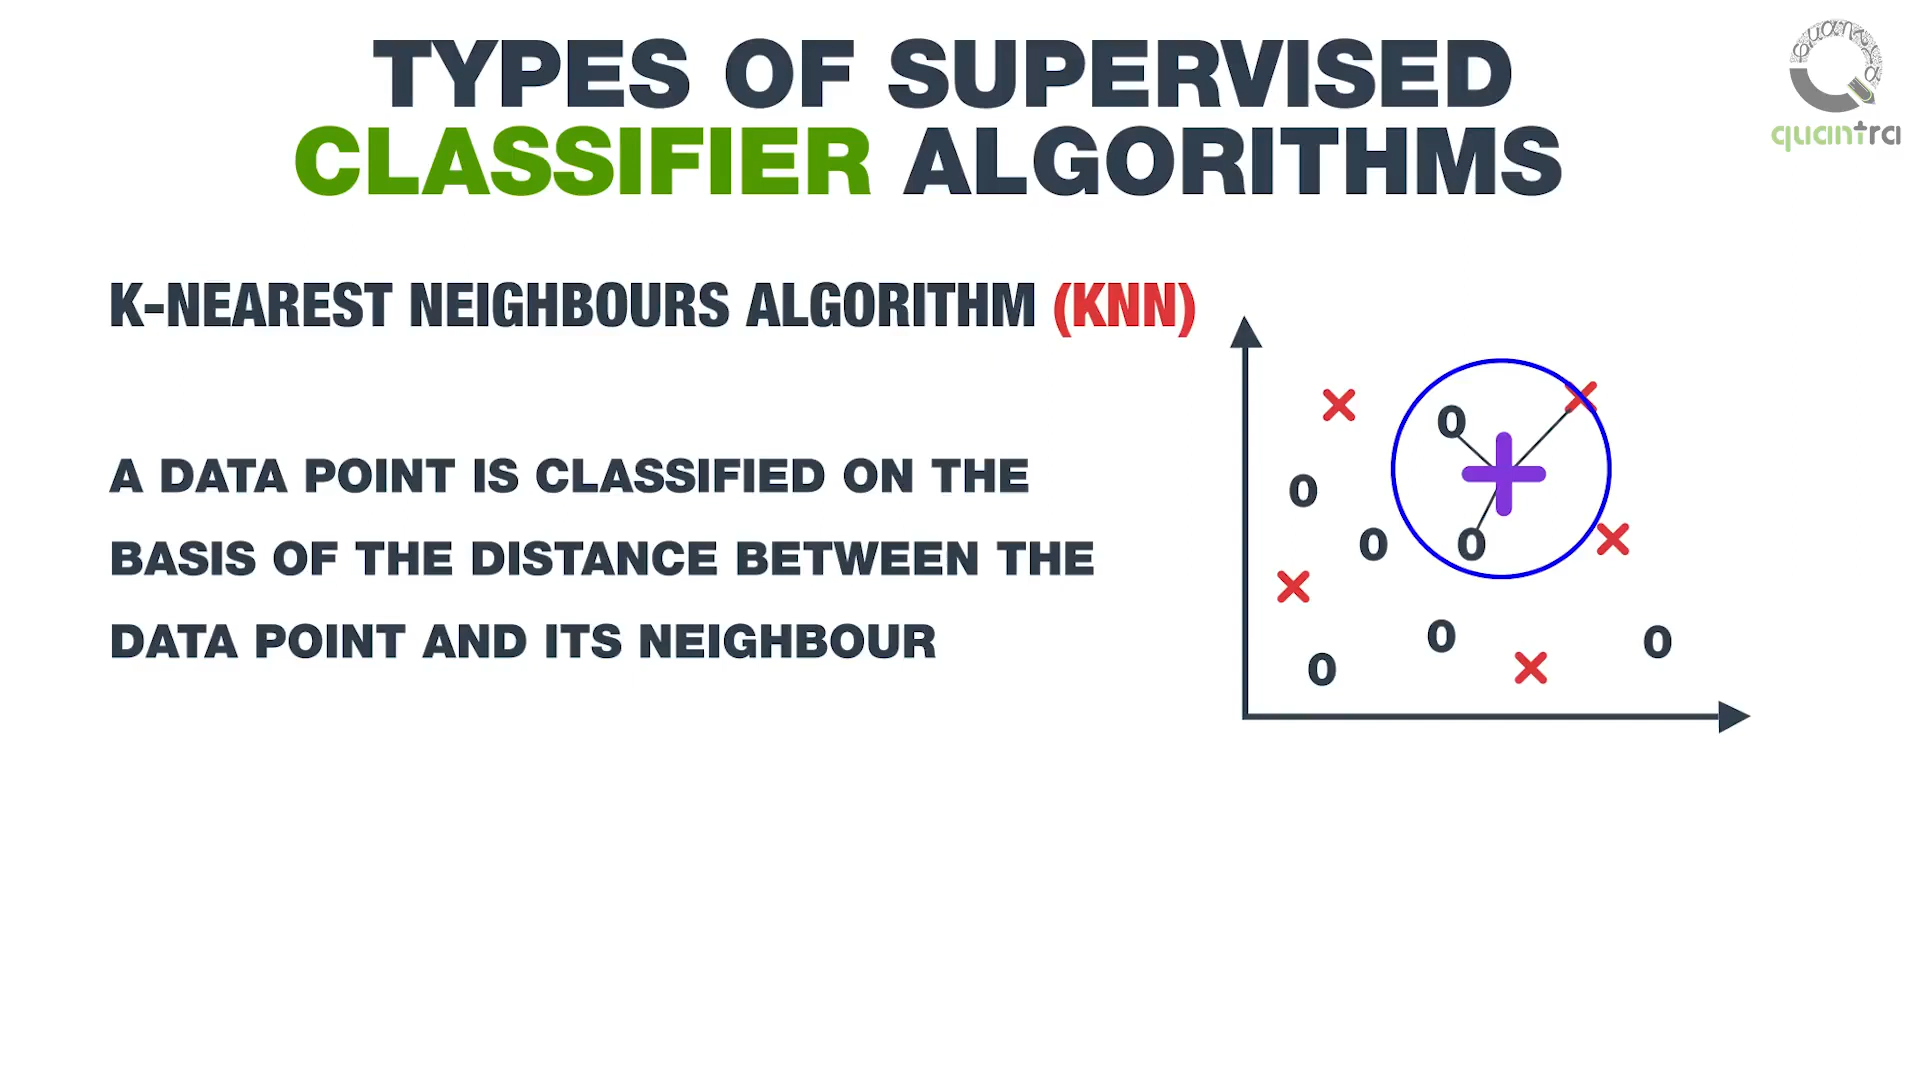 TYPES OF SUPERVISED
CLASSIFIER ALGORITHMS
quantra
K-NEAREST NEIGHBOURS ALGORITHM (KNN)
A DATA POINT IS CLASSIFIED ON THE
BASIS OF THE DISTANCE BETWEEN THE
DATA POINT AND ITS NEIGHBOUR